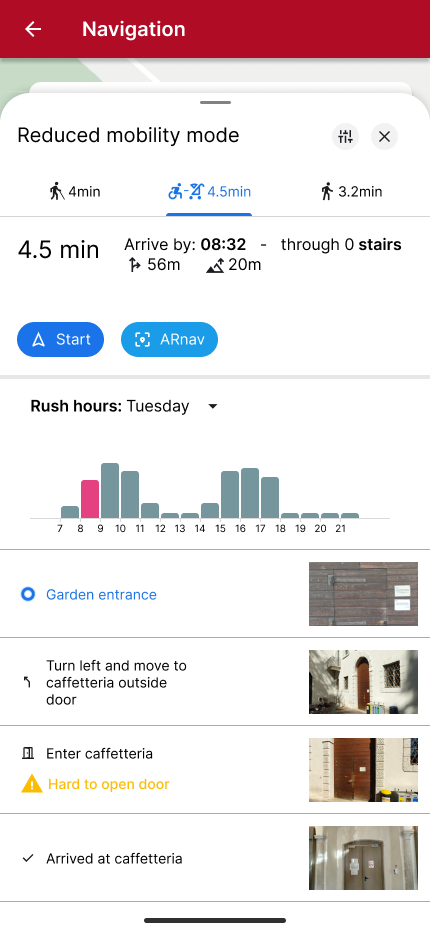 Navigation
Reduced mobility mode
4min
4.5min
3.2min
4.5 min
Arrive by: 08:32 - through 0 stairs
56m 20m
Start
ARnav
Rush hours: Tuesday
7 8 9 10 11 12 13 14 15 16 17 18 19 20 21
Garden entrance
Turn left and move to
caffetteria outside
door
Enter caffetteria
Hard to open door
Arrived at caffetteria